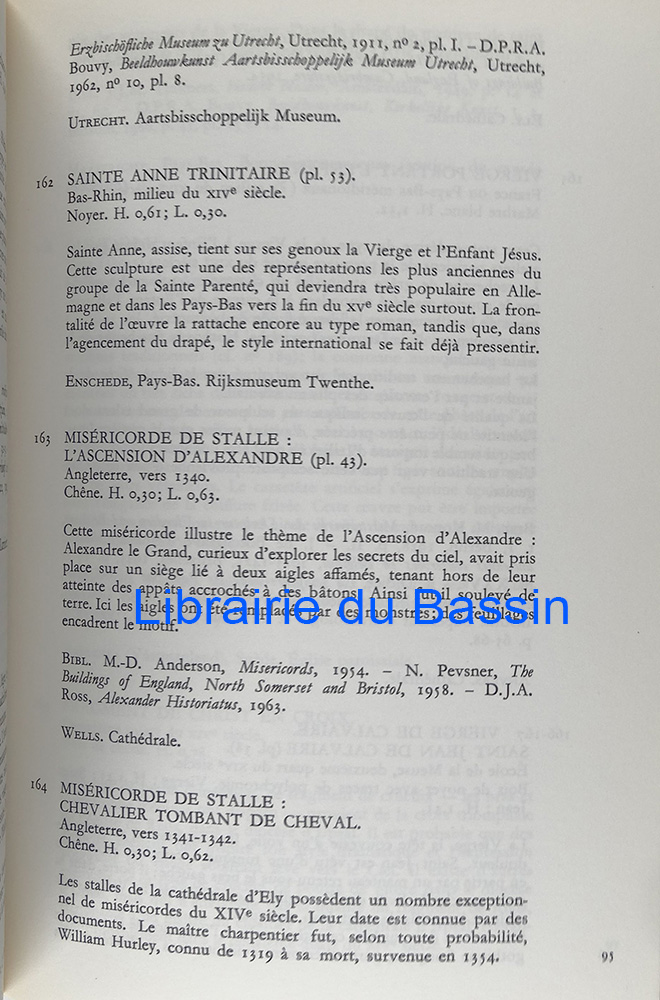 Erzbischöfliche Museum zu Utrecht, Utrecht, 1911, nº 2, pl. I. – D.P.R.A.
Bouvy, Beeldhouwkunst Aartsbisschoppelijk Museum Utrecht, Utrecht,
1962, nº 10, pl. 8.
UTRECHT. Aartsbisschoppelijk Museum.
162 SAINTE ANNE TRINITAIRE (pl. 53).
Bas-Rhin, milieu du XIVe siècle.
Noyer. H. 0,61; L. 0,30.
Sainte Anne, assise, tient sur ses genoux la Vierge et l'Enfant Jésus.
Cette sculpture est une des représentations les plus anciennes du
groupe de la Sainte Parenté, qui deviendra très populaire en Alle-
magne et dans les Pays-Bas vers la fin du XVe siècle surtout. La fron-
talité de l'œuvre la rattache encore au type roman, tandis que, dans
l'agencement du drapé, le style international se fait déjà pressentir.
ENSCHEDE, Pays-Bas. Rijksmuseum Twenthe.
163 MISÉRICORDE DE STALLE :
L'ASCENSION D'ALEXANDRE (pl. 43).
Angleterre, vers 1340.
Chêne. H. 0,30; L. 0,63.
Cette miséricorde illustre le thème de l'Ascension d'Alexandre :
Alexandre le Grand, curieux d'explorer les secrets du ciel, avait pris
place sur un siège lié à deux aigles affamés, tenant hors de leur
atteinte des appâts accrochés à des bâtons. Ainsi fut-il soulevé de
terre. Ici les aigles ont été remplacés par des monstres; des feuillages
encadrent le motif.
Librairie du Bassin
BIBL. M.-D. Anderson, Misericords, 1954. – N. Pevsner, The
Buildings of England, North Somerset and Bristol, 1958. – D.J.A.
Ross, Alexander Historiatus, 1963.
WELLS. Cathédrale.
164 MISÉRICORDE DE STALLE :
CHEVALIER TOMBANT DE CHEVAL.
Angleterre, vers 1341-1342.
Chêne. H. 0,30; L. 0,62.
Les stalles de la cathédrale d'Ely possèdent un nombre exception-
nel de miséricordes du XIVe siècle. Leur date est connue par des
documents. Le maître charpentier fut, selon toute probabilité,
William Hurley, connu de 1319 à sa mort, survenue en 1354.
95